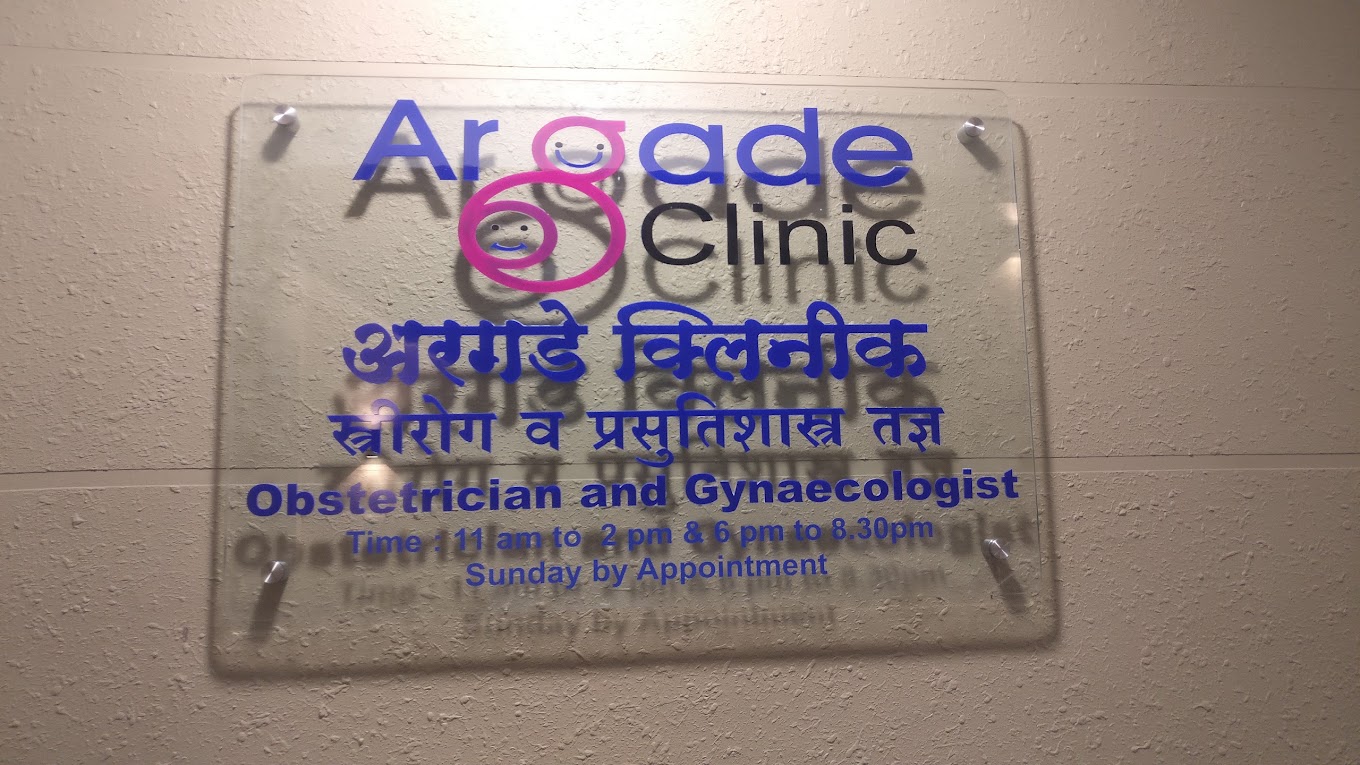 Argade
Clinic
अरगडे क्लिनीक
स्त्रीरोग व प्रसुतिशास्त्र तज्ञ
Obstetrician and Gynaecologist
Time : 11 am to 2 pm & 6 pm to 8.30pm
Sunday by Appointment